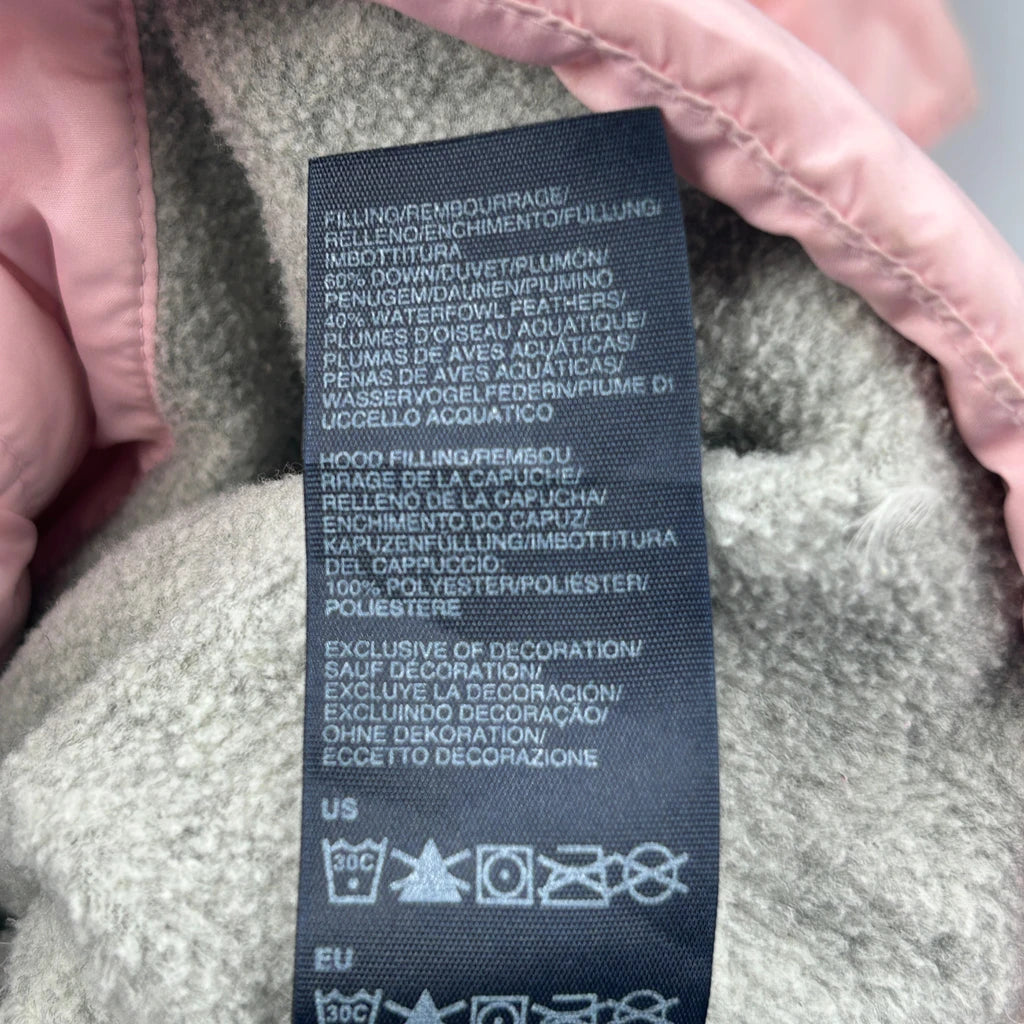 FILLING/REMBOURRAGE/
RELLENO/ENCHIMENTO/FÜLLUNG/
IMBOTTITURA
60% DOWN/DUVET/PLUMÓN/
PENUGEM/DAUNEN/PIUMINO
40% WATERFOWL FEATHERS/
PLUMES D'OISEAU AQUATIQUE/
PLUMAS DE AVES ACUÁTICAS/
PENAS DE AVES AQUÁTICAS/
WASSERVOGELFEDERN/PIUME DI
UCCELLO ACQUATICO
HOOD FILLING/REMBOU
RRAGE DE LA CAPUCHE/
RELLENO DE LA CAPUCHA/
ENCHIMENTO DO CAPUZ/
KAPUZENFÜLLUNG/IMBOTTITURA
DEL CAPPUCCIO:
100% POLYESTER/POLIÉSTER/
POLIESTERE
EXCLUSIVE OF DECORATION/
SAUF DÉCORATION/
EXCLUYE LA DECORACIÓN/
EXCLUINDO DECORAÇÃO/
OHNE DEKORATION/
ECCETTO DECORAZIONE
US
30C
EU
30C